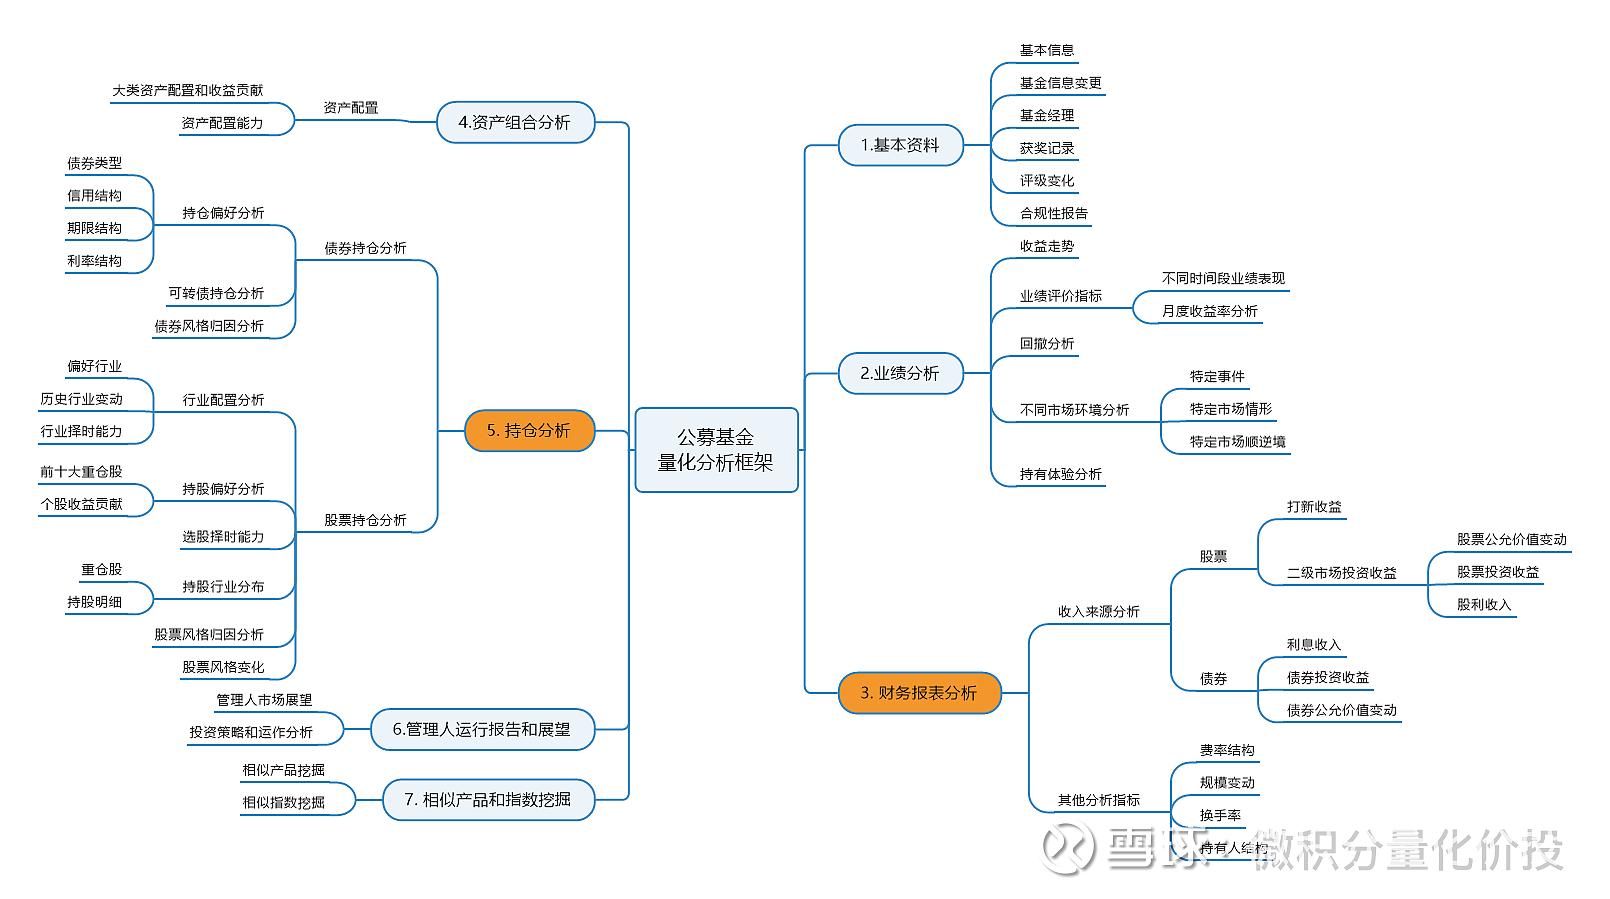 公募基金
量化分析框架
1.基本资料
基本信息
基金信息变更
基金经理
获奖记录
评级变化
合规性报告
2.业绩分析
收益走势
业绩评价指标
不同时间段业绩表现
月度收益率分析
回撤分析
不同市场环境分析
特定事件
特定市场情形
特定市场顺逆境
持有体验分析
3. 财务报表分析
收入来源分析
股票
打新收益
二级市场投资收益
股票公允价值变动
股票投资收益
股利收入
债券
利息收入
债券投资收益
债券公允价值变动
其他分析指标
费率结构
规模变动
换手率
持有人结构
4.资产组合分析
资产配置
大类资产配置和收益贡献
资产配置能力
5. 持仓分析
债券持仓分析
持仓偏好分析
债券类型
信用结构
期限结构
利率结构
可转债持仓分析
债券风格归因分析
股票持仓分析
行业配置分析
偏好行业
历史行业变动
行业择时能力
持股偏好分析
前十大重仓股
个股收益贡献
选股择时能力
持股行业分布
重仓股
持股明细
股票风格归因分析
股票风格变化
6.管理人运行报告和展望
管理人市场展望
投资策略和运作分析
7. 相似产品和指数挖掘
相似产品挖掘
相似指数挖掘
雪球·微积分量化价投